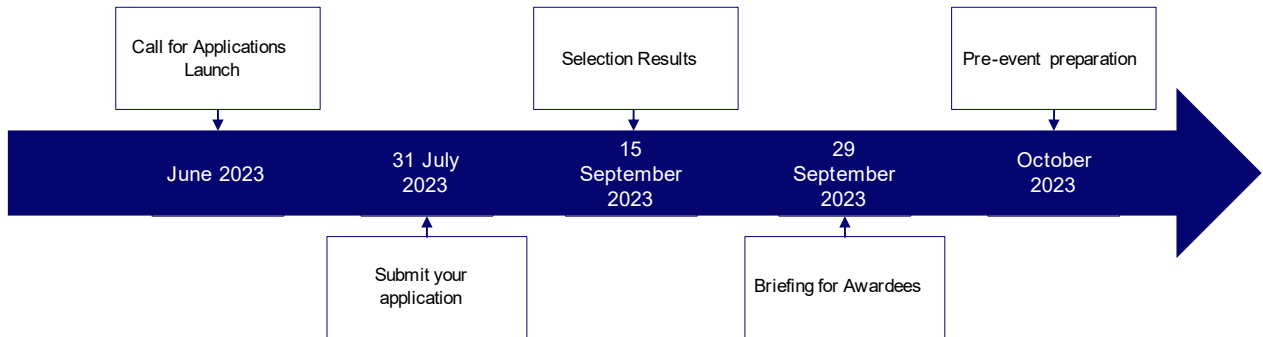 Call for Applications
Launch
Selection Results
Pre-event preparation
June 2023
31 July
2023
15
September
2023
29
September
2023
October
2023
Submit your
application
Briefing for Awardees